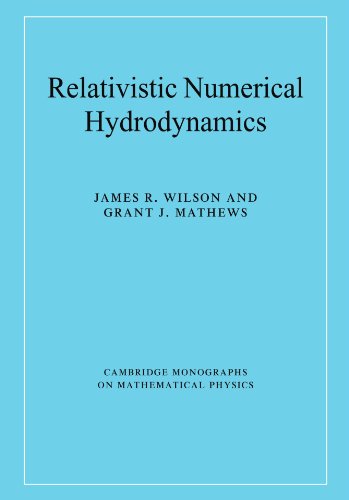 Relativistic Numerical
Hydrodynamics
JAMES R. WILSON AND
GRANT J. MATHEWS
CAMBRIDGE MONOGRAPHS
ON MATHEMATICAL PHYSICS